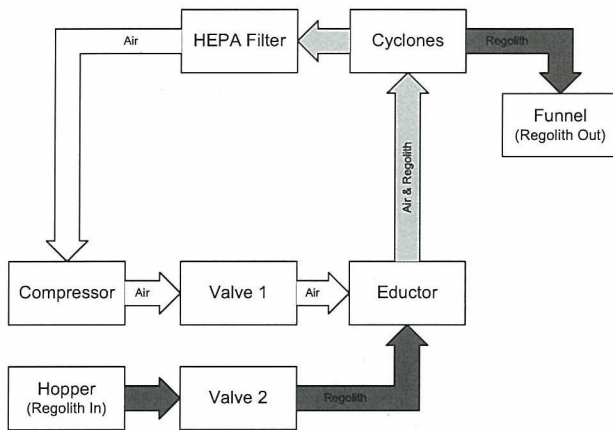 Air
HEPA Filter
Cyclones
Regolith
Funnel
(Regolith Out)
Air & Regolith
Compressor
Air
Valve 1
Air
Eductor
Hopper
(Regolith In)
Valve 2
Regolith